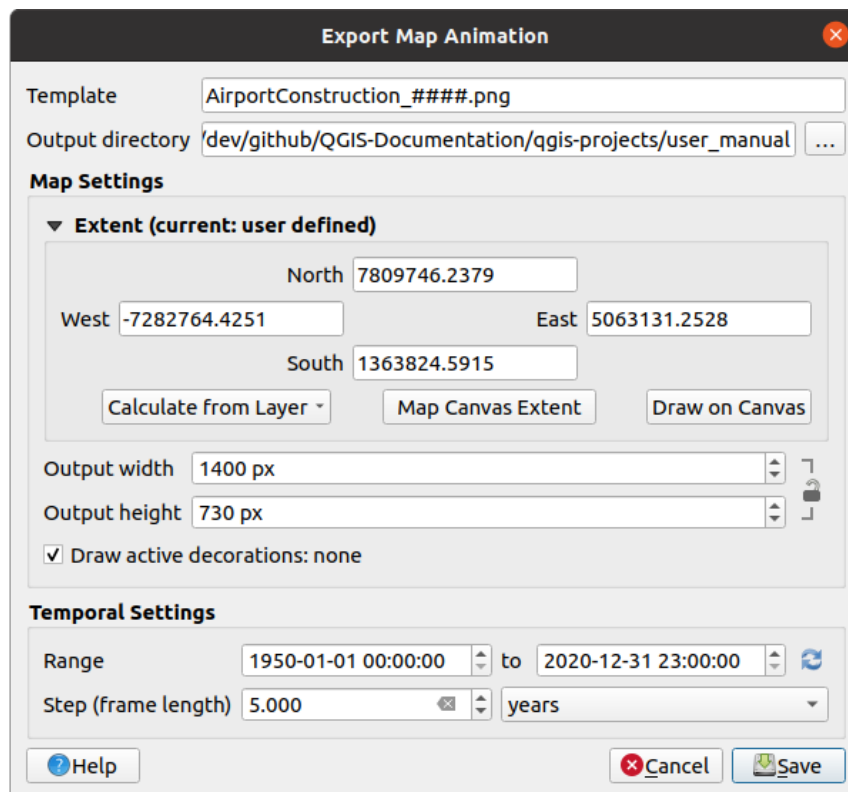 Export Map Animation
Template AirportConstruction_####.png
Output directory /dev/github/QGIS-Documentation/qgis-projects/user_manual ...
Map Settings
Extent (current: user defined)
North 7809746.2379
West -7282764.4251 East 5063131.2528
South 1363824.5915
Calculate from Layer Map Canvas Extent Draw on Canvas
Output width 1400 px
Output height 730 px
Draw active decorations: none
Temporal Settings
Range 1950-01-01 00:00:00 to 2020-12-31 23:00:00
Step (frame length) 5.000 years
Help Cancel Save